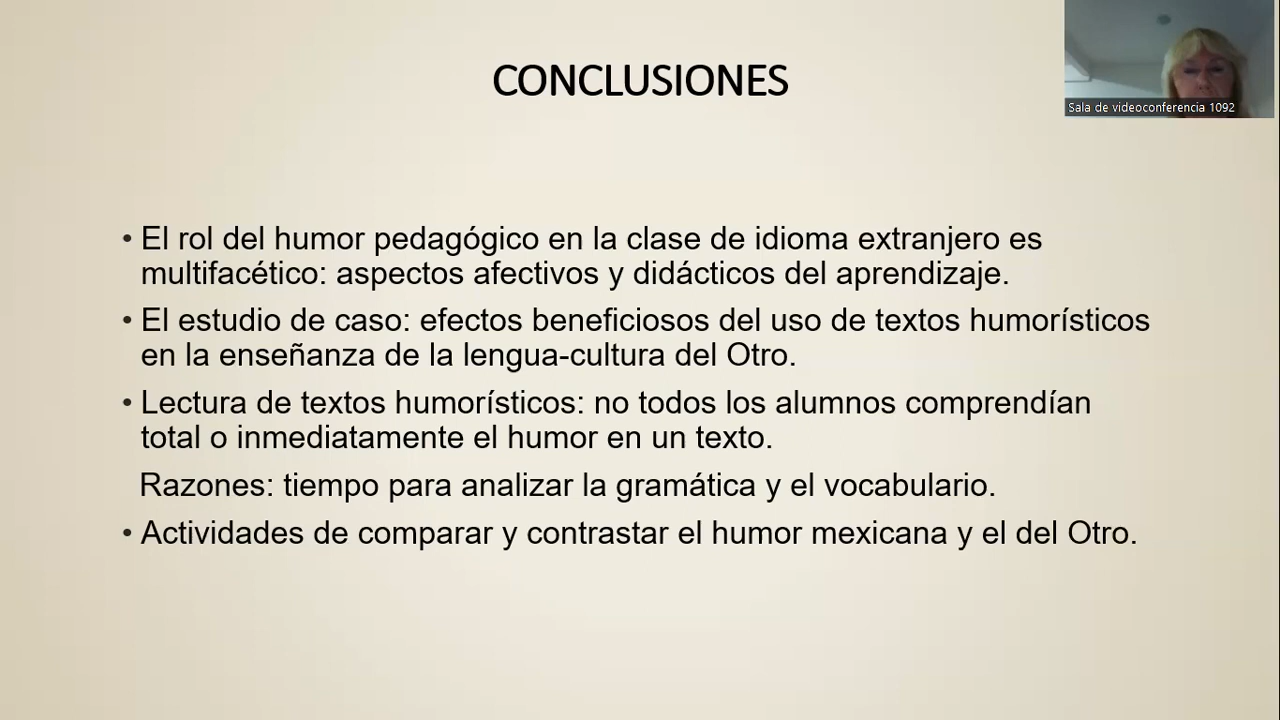 CONCLUSIONES
Sala de videoconferencia 1092
• El rol del humor pedagógico en la clase de idioma extranjero es
multifacético: aspectos afectivos y didácticos del aprendizaje.
• El estudio de caso: efectos beneficiosos del uso de textos humorísticos
en la enseñanza de la lengua-cultura del Otro.
• Lectura de textos humorísticos: no todos los alumnos comprendían
total o inmediatamente el humor en un texto.
Razones: tiempo para analizar la gramática y el vocabulario.
• Actividades de comparar y contrastar el humor mexicana y el del Otro.